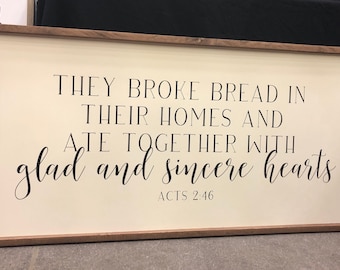 THEY BROKE BREAD IN
THEIR HOMES AND
ATE TOGETHER WITH
glad and sincere hearts
ACTS 2:46